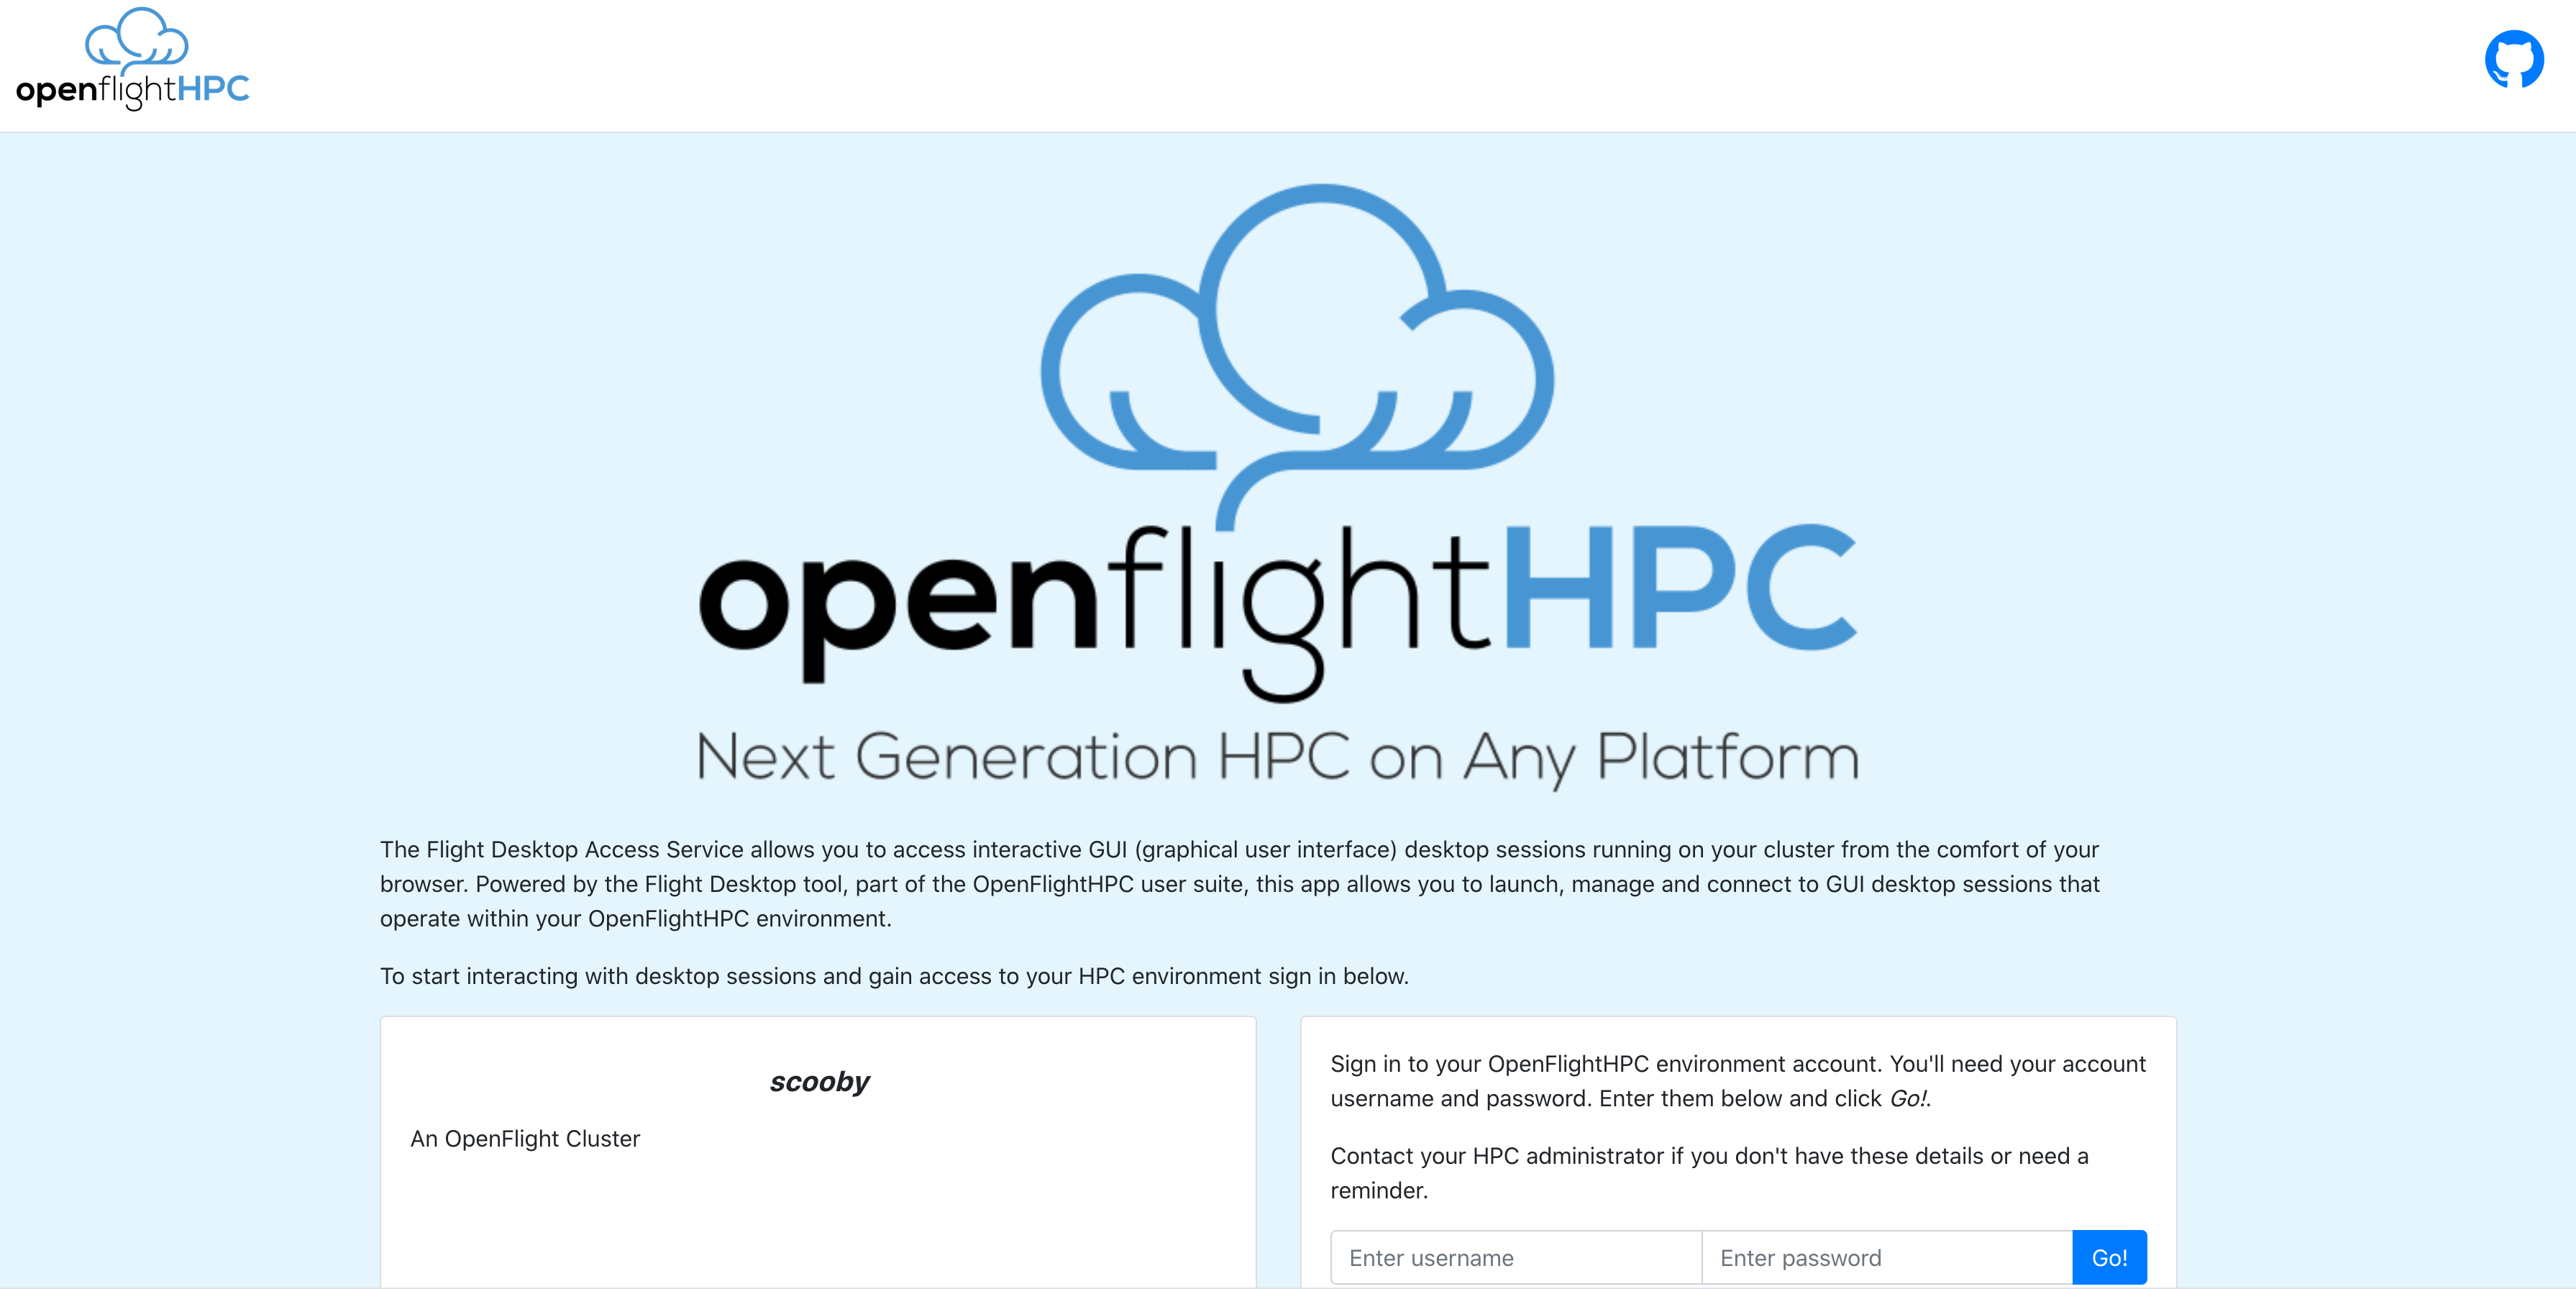 openflightHPC
openflightHPC
Next Generation HPC on Any Platform
The Flight Desktop Access Service allows you to access interactive GUI (graphical user interface) desktop sessions running on your cluster from the comfort of your
browser. Powered by the Flight Desktop tool, part of the OpenFlightHPC user suite, this app allows you to launch, manage and connect to GUI desktop sessions that
operate within your OpenFlightHPC environment.
To start interacting with desktop sessions and gain access to your HPC environment sign in below.
scooby
An OpenFlight Cluster
Sign in to your OpenFlightHPC environment account. You'll need your account
username and password. Enter them below and click Go!.
Contact your HPC administrator if you don't have these details or need a
reminder.
Enter username
Enter password
Go!